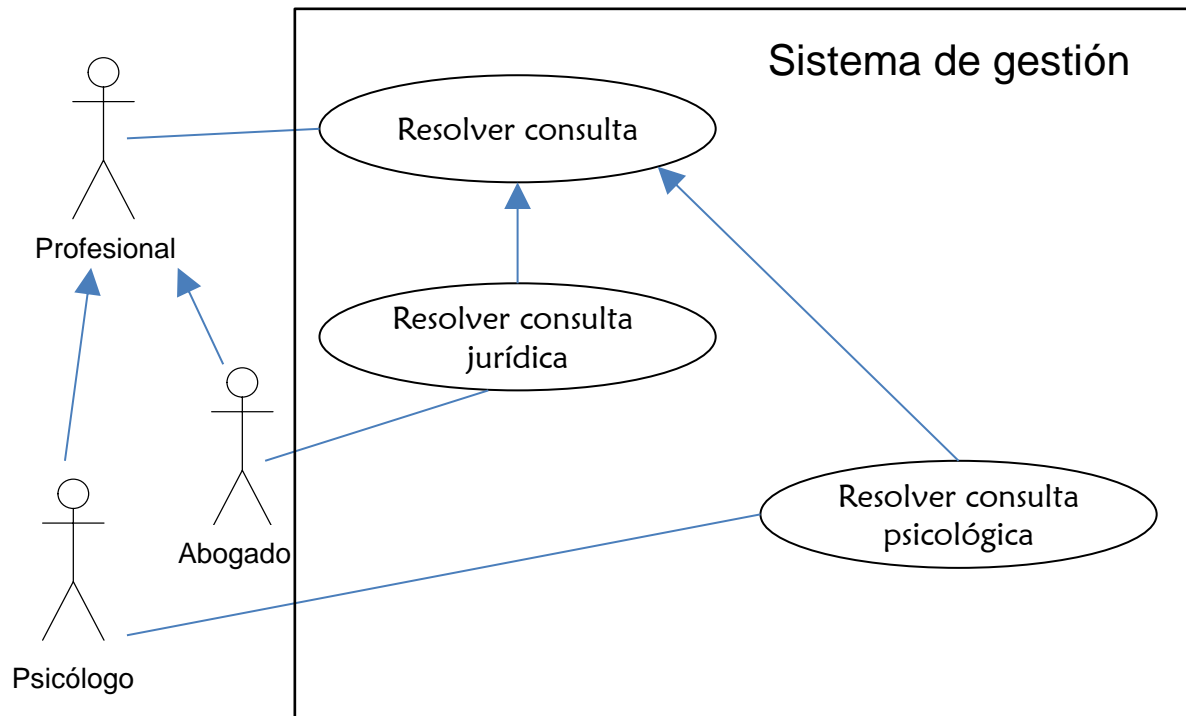 Sistema de gestión
Resolver consulta
Profesional
Resolver consulta
jurídica
Abogado
Resolver consulta
psicológica
Psicólogo